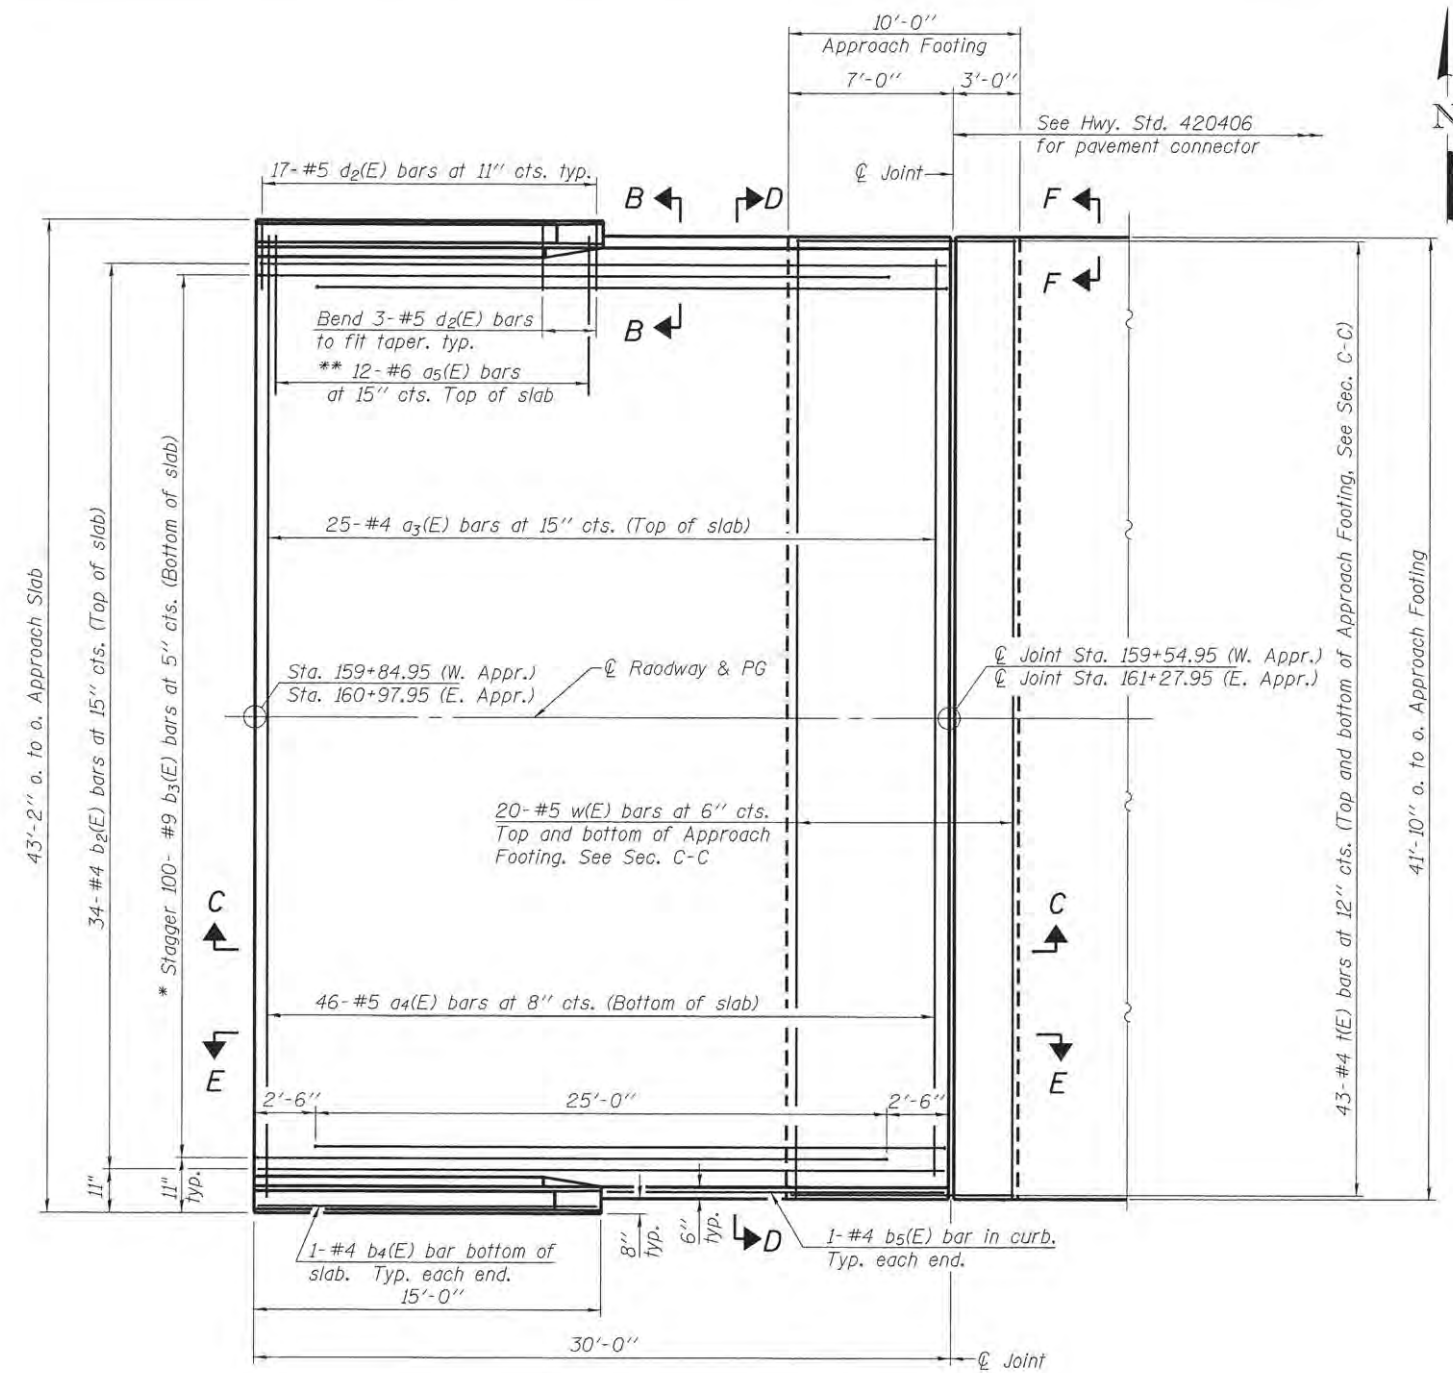 10'-0"
Approach Footing
7'-0"
3'-0"
N
See Hwy. Std. 420406
for pavement connector
17-#5 d2(E) bars at 11" cts. typ.
℄ Joint
B
D
F
F
B
Bend 3-#5 d2(E) bars
to fit taper. typ.
** 12-#6 a5(E) bars
at 15" cts. Top of slab
43'-2" o. to o. Approach Slab
34-#4 b2(E) bars at 15" cts. (Top of slab)
* Stagger 100- #9 b3(E) bars at 5" cts. (Bottom of slab)
25-#4 a3(E) bars at 15" cts. (Top of slab)
43-#4 t(E) bars at 12" cts. (Top and bottom of Approach Footing, See Sec. C-C)
41'-10" o. to o. Approach Footing
Sta. 159+84.95 (W. Appr.)
Sta. 160+97.95 (E. Appr.)
℄ Raodway & PG
℄ Joint Sta. 159+54.95 (W. Appr.)
℄ Joint Sta. 161+27.95 (E. Appr.)
20-#5 w(E) bars at 6" cts.
Top and bottom of Approach
Footing. See Sec. C-C
C
C
46-#5 a4(E) bars at 8" cts. (Bottom of slab)
E
E
2'-6"
25'-0"
2'-6"
11"
11"
typ.
8"
typ.
6"
typ.
D
1-#4 b4(E) bar bottom of
slab. Typ. each end.
1-#4 b5(E) bar in curb.
Typ. each end.
15'-0"
30'-0"
℄ Joint